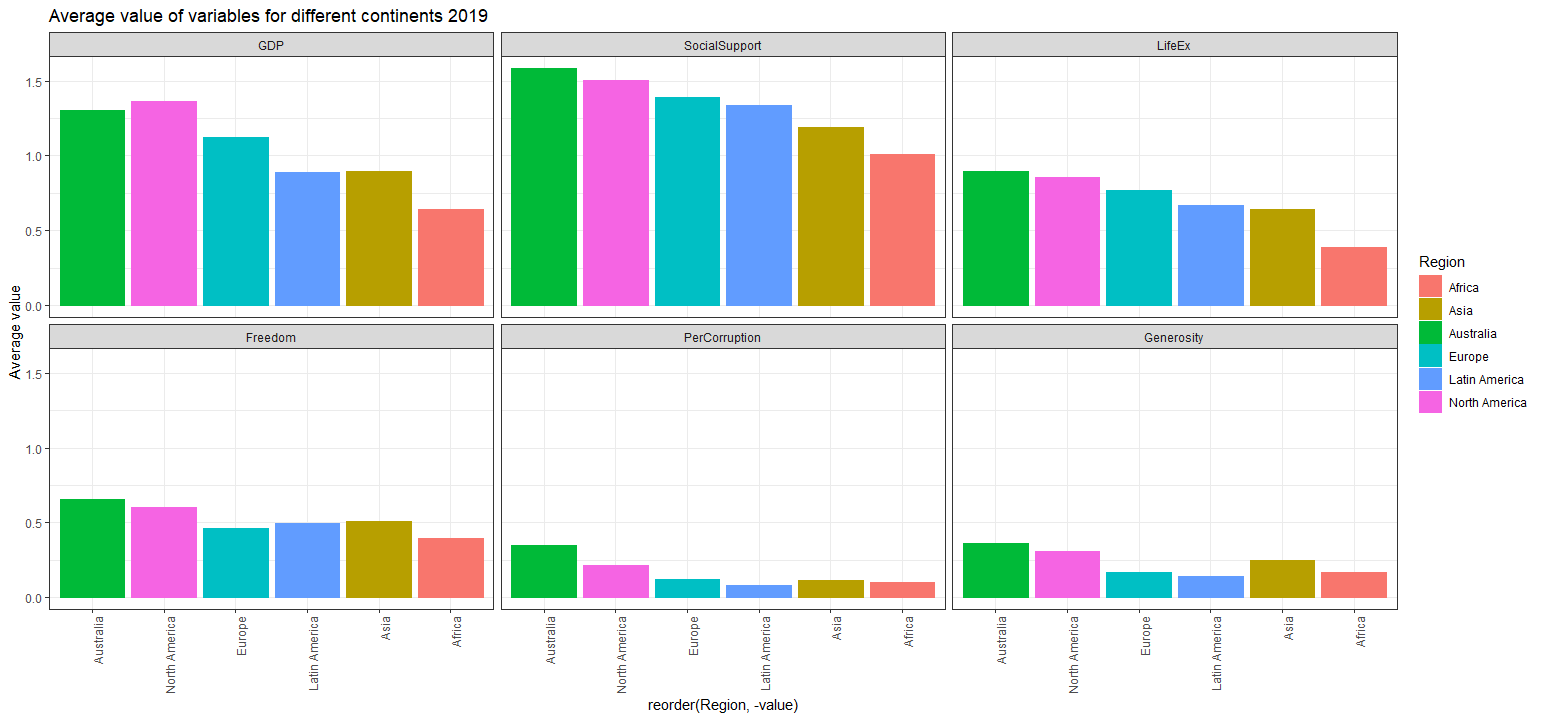 Average value of variables for different continents 2019
GDP
SocialSupport
LifeEx
1.5
1.0
0.5
0.0
Freedom
PerCorruption
Generosity
1.5
1.0
0.5
0.0
Average value
Australia
North America
Europe
Latin America
Asia
Africa
Australia
North America
Europe
Latin America
Asia
Africa
Australia
North America
Europe
Latin America
Asia
Africa
reorder(Region, -value)
Region
Africa
Asia
Australia
Europe
Latin America
North America